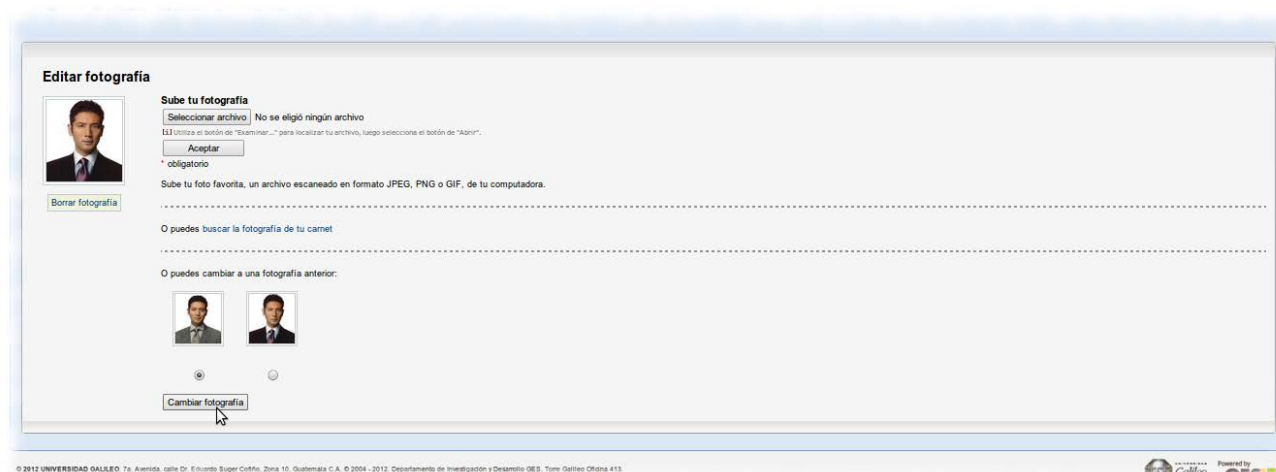 Editar fotografía
Sube tu fotografía
Seleccionar archivo No se eligió ningún archivo
[i] Utiliza el botón de "Examinar..." para localizar tu archivo, luego selecciona el botón de "Abrir".
Aceptar
* obligatorio
Sube tu foto favorita, un archivo escaneado en formato JPEG, PNG o GIF, de tu computadora.
Borrar fotografía
O puedes buscar la fotografía de tu carnet
O puedes cambiar a una fotografía anterior:
Cambiar fotografía
© 2012 UNIVERSIDAD GALILEO. 7a. Avenida, calle Dr. Eduardo Suger Cofiño, Zona 10, Guatemala C.A. © 2004 - 2012. Departamento de Investigación y Desarrollo GES. Torre Galileo Oficina 413.
Galileo
Powered by